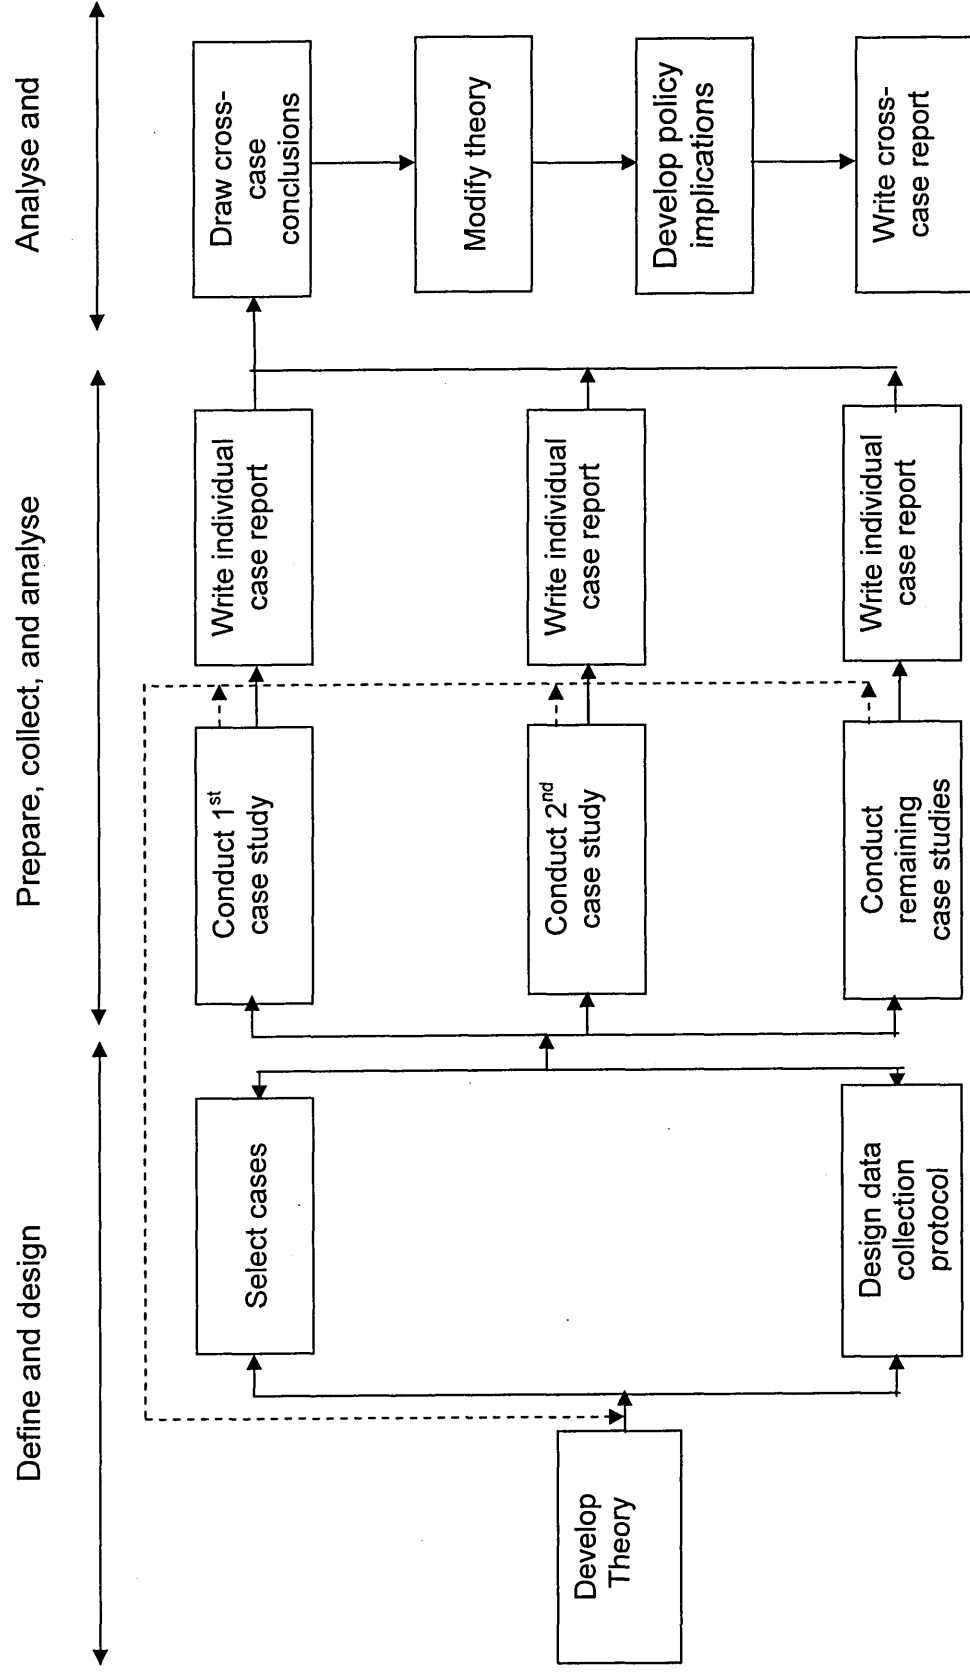 Define and design
Prepare, collect, and analyse
Analyse and
Develop
Theory
Select cases
Design data
collection
protocol
Conduct 1st
case study
Conduct 2nd
case study
Conduct
remaining
case studies
Write individual
case report
Write individual
case report
Write individual
case report
Draw cross-
case
conclusions
Modify theory
Develop policy
implications
Write cross-
case report